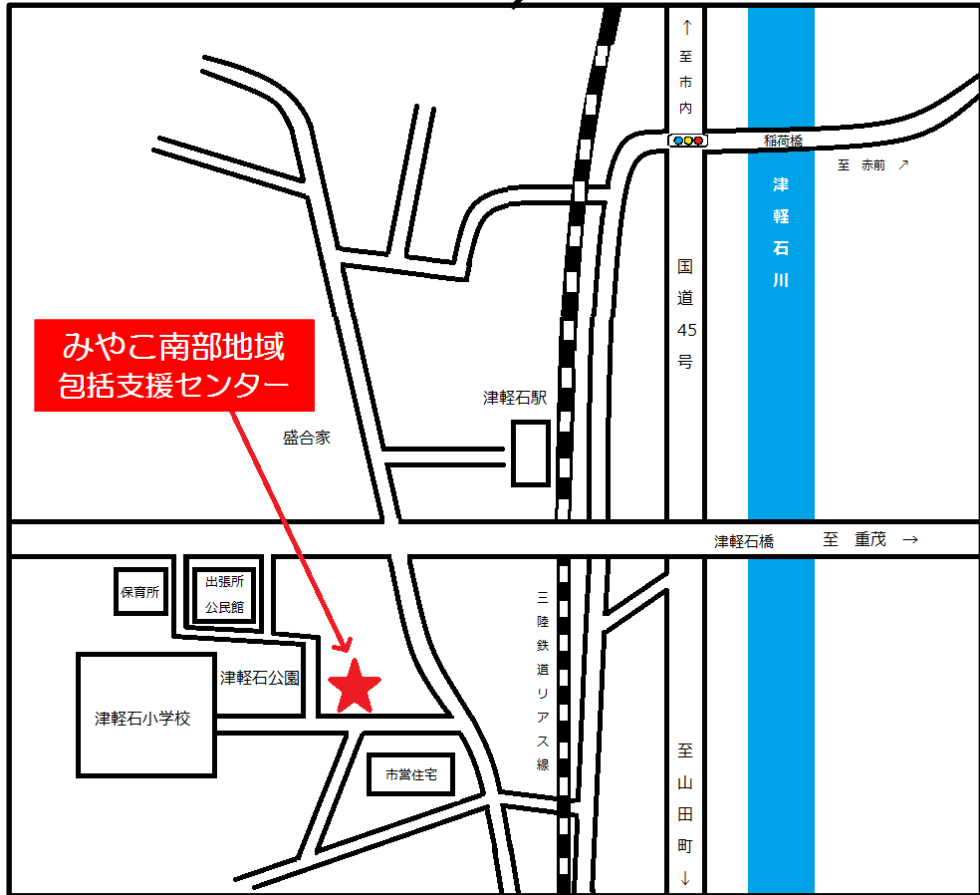 ↑至市内
稲荷橋
至 赤前 ↗
津軽石川
国道45号
みやこ南部地域
包括支援センター
津軽石駅
盛合家
津軽石橋
至 重茂 →
保育所
出張所
公民館
三陸鉄道リアス線
津軽石公園
津軽石小学校
市営住宅
至山田町↓